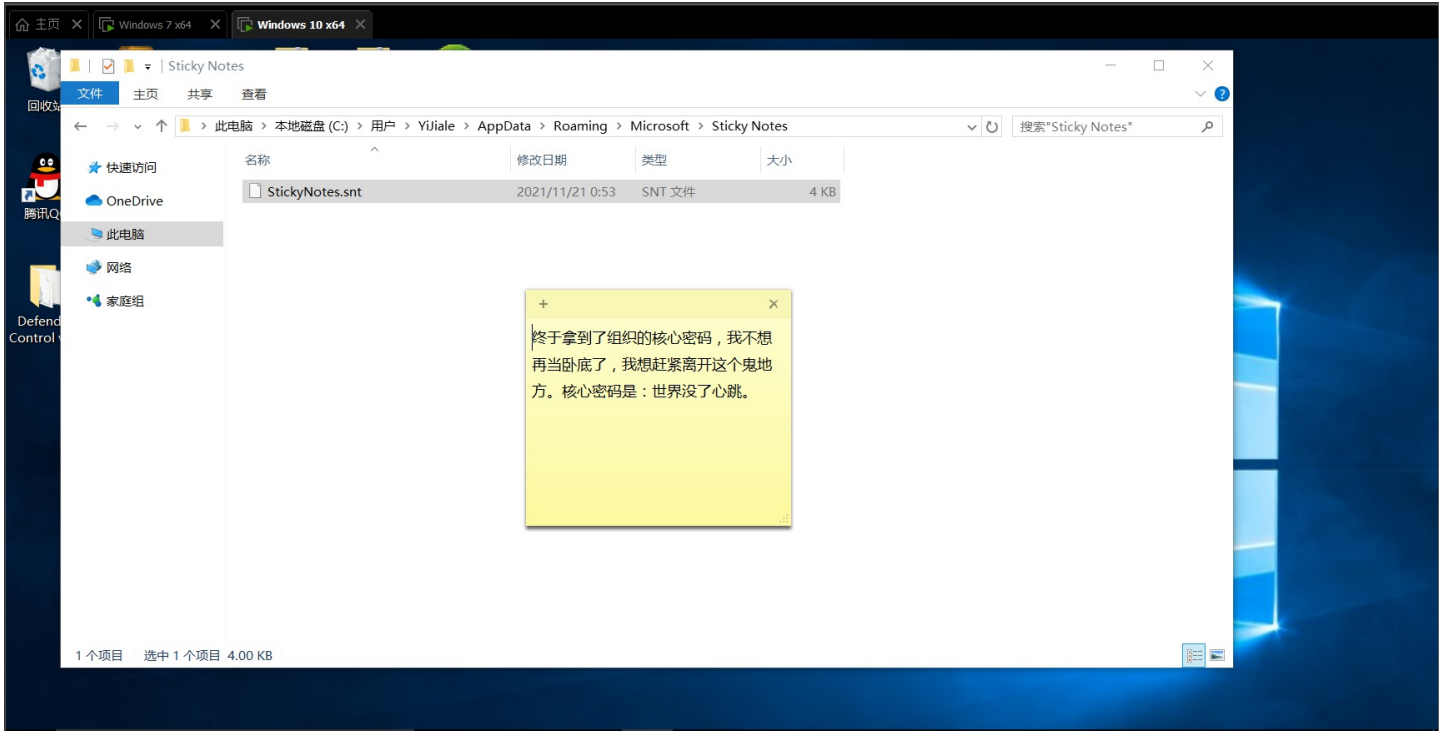 主页
Windows 7 x64
Windows 10 x64
Sticky Notes
文件 主页 共享 查看
此电脑 > 本地磁盘 (C:) > 用户 > YiJiale > AppData > Roaming > Microsoft > Sticky Notes
搜索"Sticky Notes"
名称 修改日期 类型 大小
StickyNotes.snt 2021/11/21 0:53 SNT 文件 4 KB
快速访问
OneDrive
此电脑
网络
家庭组
终于拿到了组织的核心密码，我不想
再当卧底了，我想赶紧离开这个鬼地
方。核心密码是：世界没了心跳。
1 个项目 选中 1 个项目 4.00 KB
回收站
腾讯Q
Defend
Control